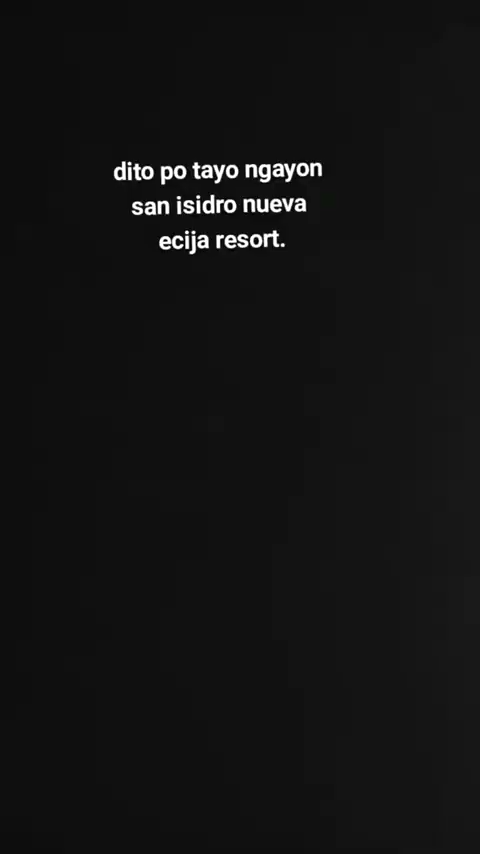 dito po tayo ngayon
san isidro nueva
ecija resort.